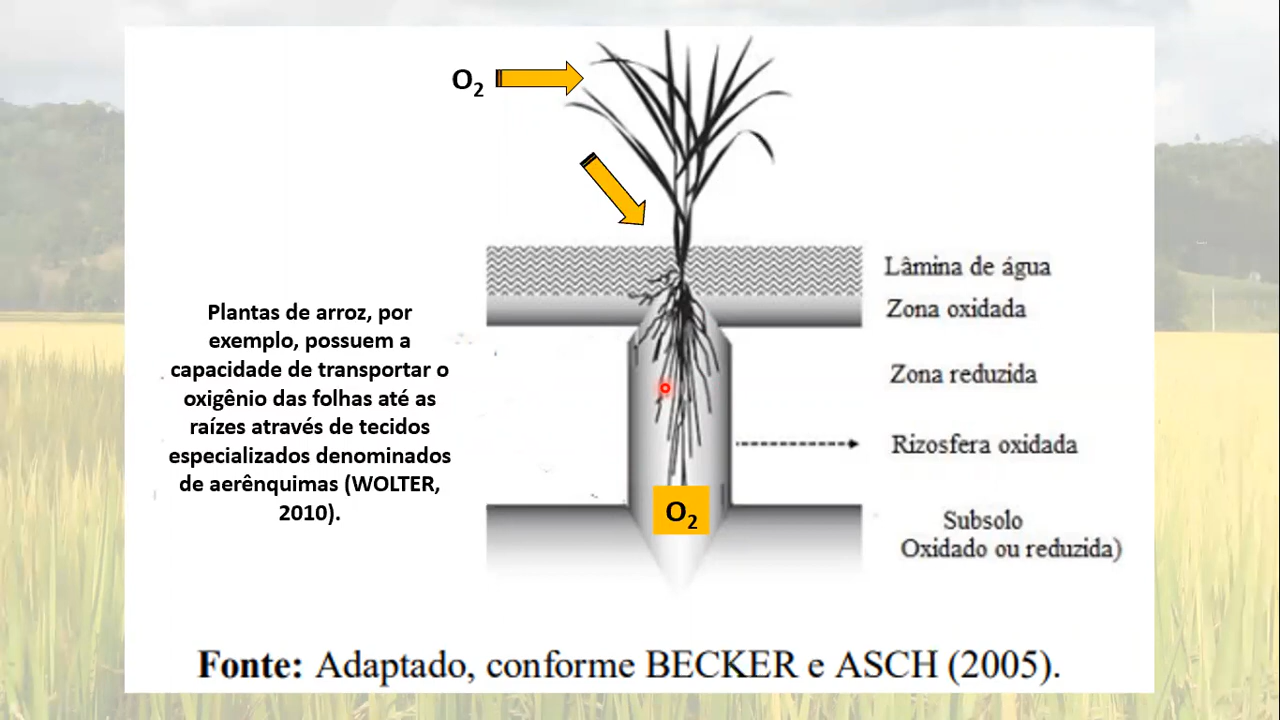 O₂
Lâmina de água
Zona oxidada
Plantas de arroz, por
exemplo, possuem a
capacidade de transportar o
oxigênio das folhas até as
raízes através de tecidos
especializados denominados
de aerênquimas (WOLTER,
2010).
Zona reduzida
Rizosfera oxidada
O₂
Subsolo
Oxidado ou reduzida)
Fonte: Adaptado, conforme BECKER e ASCH (2005).